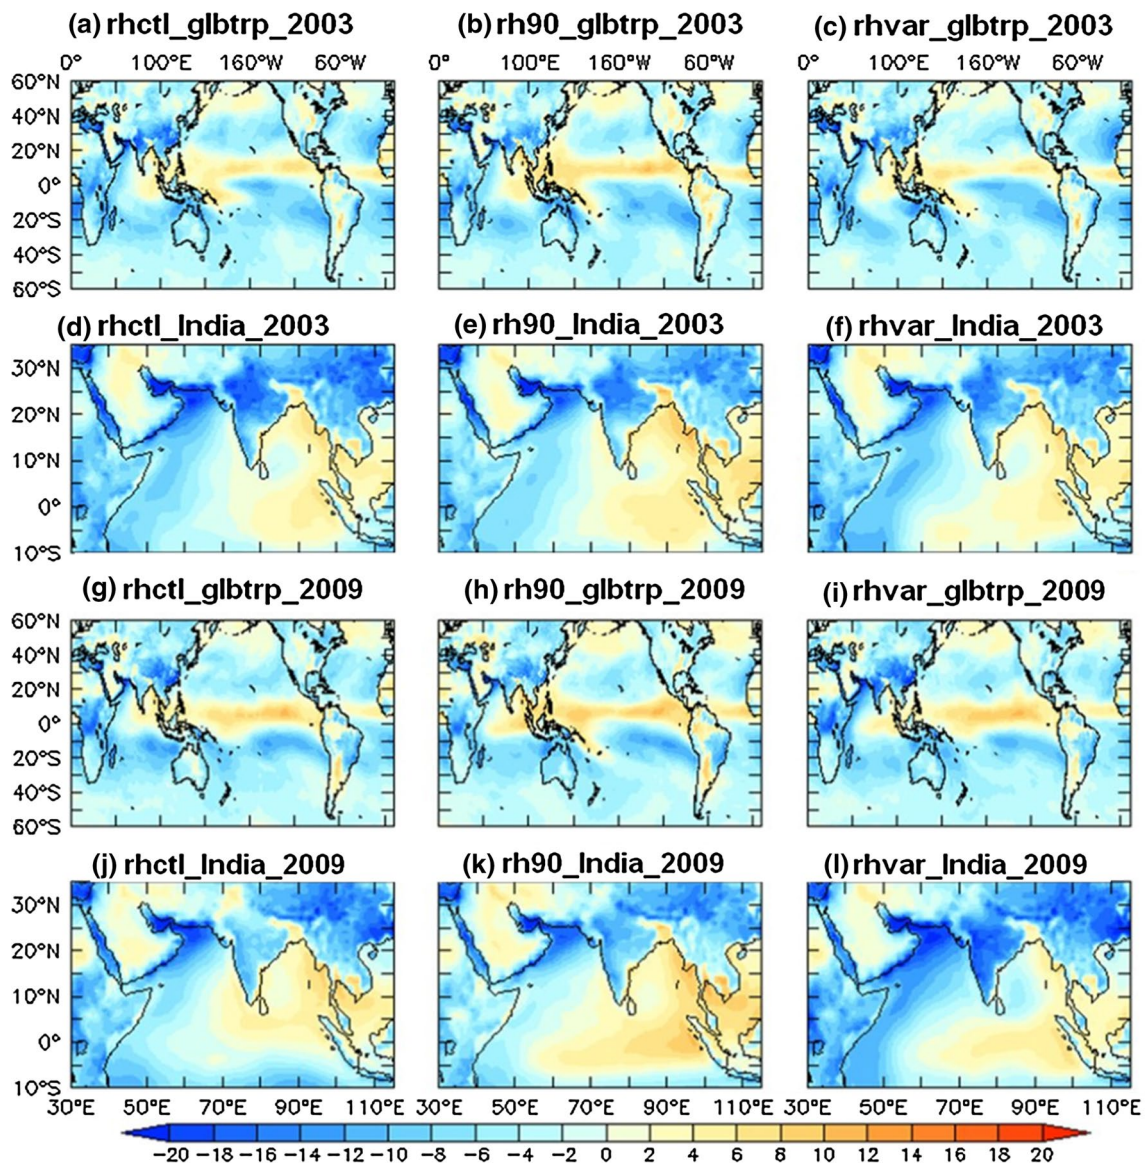 (a) rhctl_glbtrp_2003 (b) rh90_glbtrp_2003 (c) rhvar_glbtrp_2003
0° 100°E 160°W 60°W 0° 100°E 160°W 60°W 0° 100°E 160°W 60°W
60°N
40°N
20°N
0°
20°S
40°S
60°S
(d) rhctl_India_2003 (e) rh90_India_2003 (f) rhvar_India_2003
30°N
20°N
10°N
0°
10°S
(g) rhctl_glbtrp_2009 (h) rh90_glbtrp_2009 (i) rhvar_glbtrp_2009
60°N
40°N
20°N
0°
20°S
40°S
60°S
(j) rhctl_India_2009 (k) rh90_India_2009 (l) rhvar_India_2009
30°N
20°N
10°N
0°
10°S
30°E 50°E 70°E 90°E 110°E 30°E 50°E 70°E 90°E 110°E 30°E 50°E 70°E 90°E 110°E
−20 −18 −16 −14 −12 −10 −8 −6 −4 −2 0 2 4 6 8 10 12 14 16 18 20